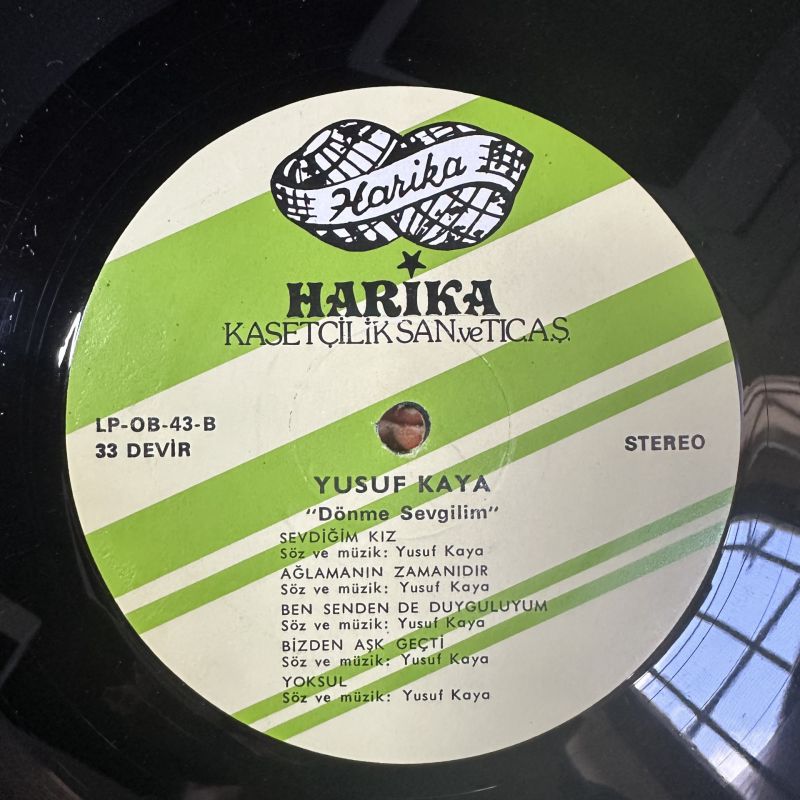 Harika
HARIKA
KASETÇİLİK SAN.ve TIC.A.Ş.
LP-OB-43-B
33 DEVİR
STEREO
YUSUF KAYA
"Dönme Sevgilim"
SEVDİĞİM KIZ
Söz ve müzik: Yusuf Kaya
AĞLAMANIN ZAMANIDIR
Söz ve müzik: Yusuf Kaya
BEN SENDEN DE DUYGULUYUM
Söz ve müzik: Yusuf Kaya
BİZDEN AŞK GEÇTİ
Söz ve müzik: Yusuf Kaya
YOKSUL
Söz ve müzik: Yusuf Kaya